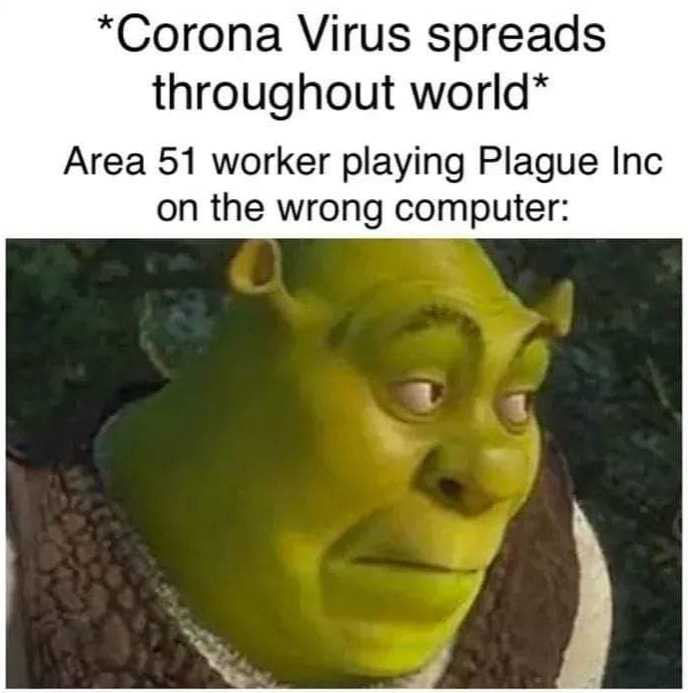 *Corona Virus spreads
throughout world*
Area 51 worker playing Plague Inc
on the wrong computer: